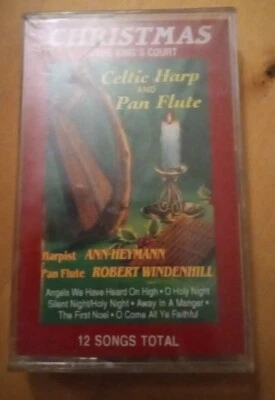 CHRISTMAS
KING'S COURT
Celtic Harp
AND
Pan Flute
Harpist ANN HEYMANN
Pan Flute ROBERT WINDENHILL
Angels We Have Heard On High • O Holy Night
Silent Night/Holy Night • Away In A Manger •
The First Noel • O Come All Ye Faithful
12 SONGS TOTAL